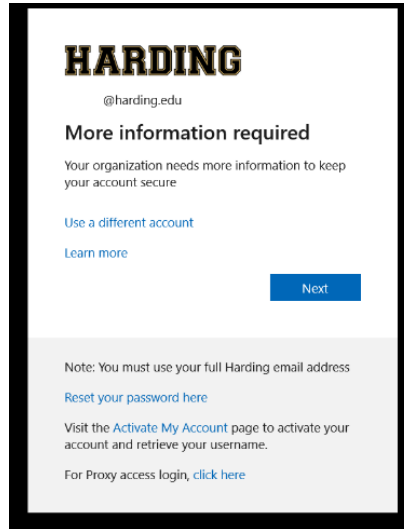 HARDING
@harding.edu
More information required
Your organization needs more information to keep
your account secure
Use a different account
Learn more
Next
Note: You must use your full Harding email address
Reset your password here
Visit the Activate My Account page to activate your
account and retrieve your username.
For Proxy access login, click here